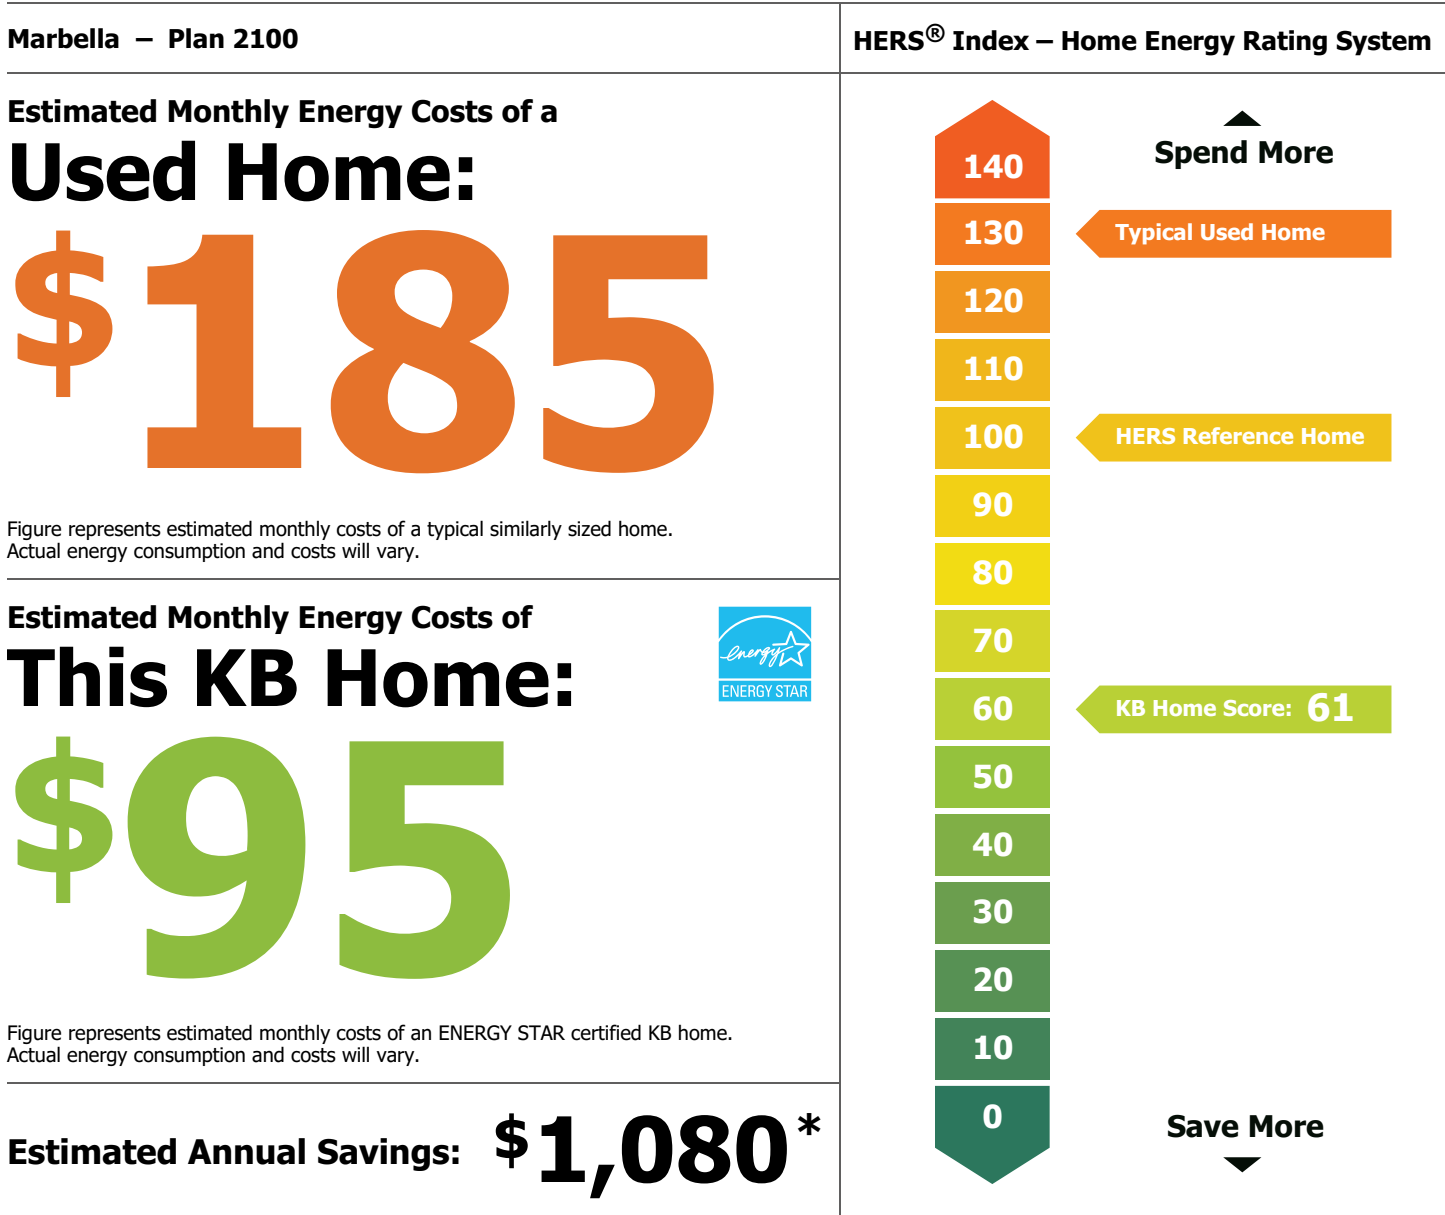 Marbella – Plan 2100
HERS® Index – Home Energy Rating System
Estimated Monthly Energy Costs of a
Used Home:
$185
Figure represents estimated monthly costs of a typical similarly sized home.
Actual energy consumption and costs will vary.
Estimated Monthly Energy Costs of
This KB Home:
energy
ENERGY STAR
$95
Figure represents estimated monthly costs of an ENERGY STAR certified KB home.
Actual energy consumption and costs will vary.
Estimated Annual Savings: $1,080*
Spend More
140
130
Typical Used Home
120
110
100
HERS Reference Home
90
80
70
60
KB Home Score: 61
50
40
30
20
10
0
Save More